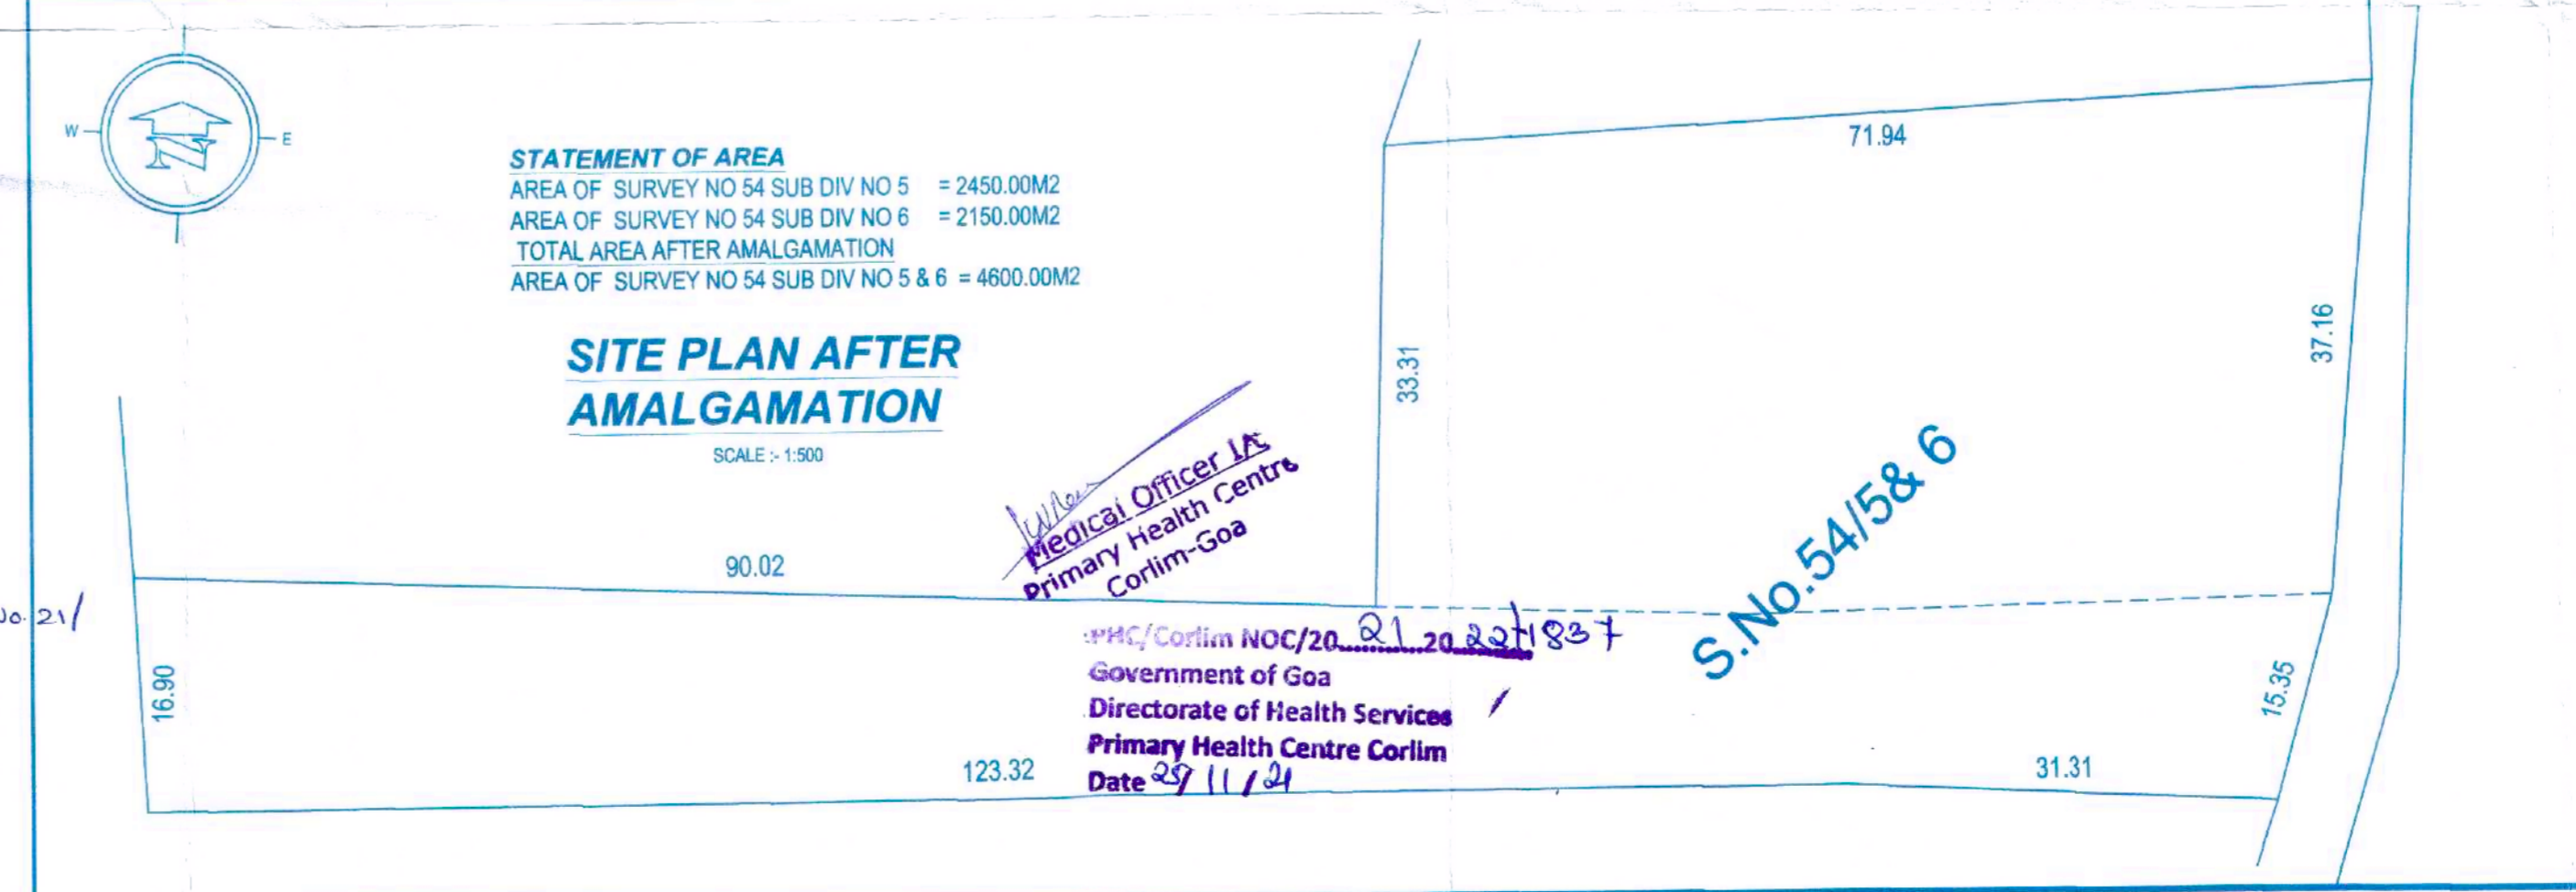 W
N
E
STATEMENT OF AREA
AREA OF SURVEY NO 54 SUB DIV NO 5 = 2450.00M2
AREA OF SURVEY NO 54 SUB DIV NO 6 = 2150.00M2
TOTAL AREA AFTER AMALGAMATION
AREA OF SURVEY NO 54 SUB DIV NO 5 & 6 = 4600.00M2
SITE PLAN AFTER
AMALGAMATION
SCALE :- 1:500
71.94
33.31
37.16
S.No.54/5& 6
90.02
Medical Officer I/C
Primary Health Centre
Corlim-Goa
21/
16.90
PHC/Corlim NOC/20 21 20 22/1837
Government of Goa
Directorate of Health Services
Primary Health Centre Corlim
Date /11/21
15.35
123.32
31.31